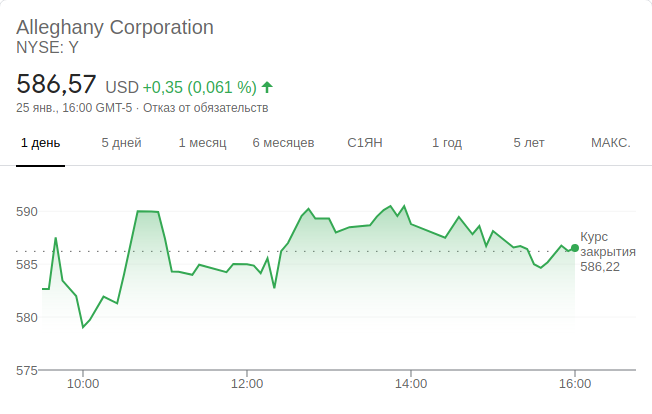 Alleghany Corporation
NYSE: Y
586,57 USD +0,35 (0,061 %)
25 янв., 16:00 GMT-5 · Отказ от обязательств
1 день 5 дней 1 месяц 6 месяцев С1ЯН 1 год 5 лет МАКС.
590
Курс
585 закрытия
586,22
580
575
10:00 12:00 14:00 16:00